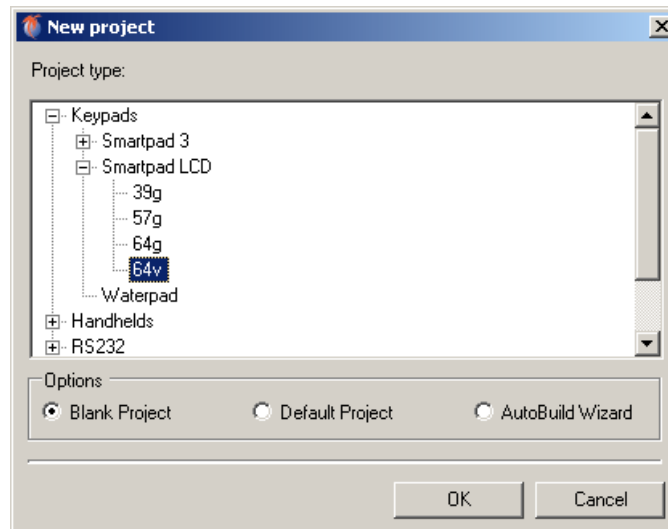 New project
Project type:
Keypads
Smartpad 3
Smartpad LCD
39g
57g
64g
64v
Waterpad
Handhelds
RS232
Options
Blank Project Default Project AutoBuild Wizard
OK Cancel